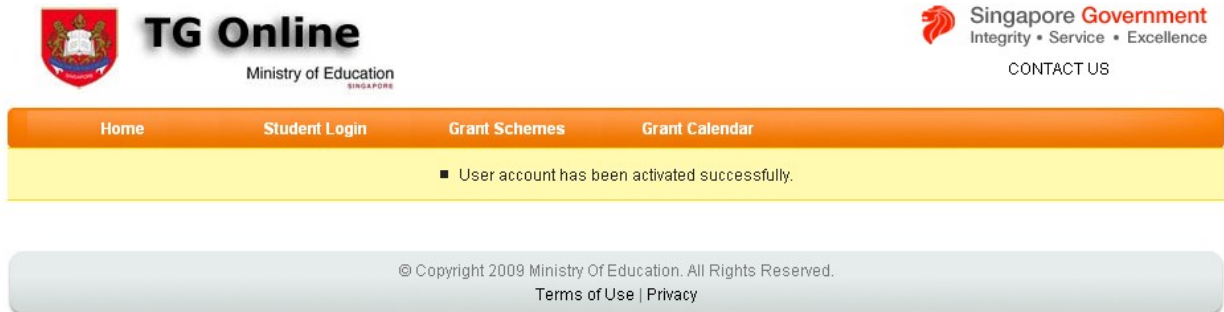 TG Online
Ministry of Education
SINGAPORE
Singapore Government
Integrity • Service • Excellence
CONTACT US
Home Student Login Grant Schemes Grant Calendar
■ User account has been activated successfully.
© Copyright 2009 Ministry Of Education. All Rights Reserved.
Terms of Use | Privacy